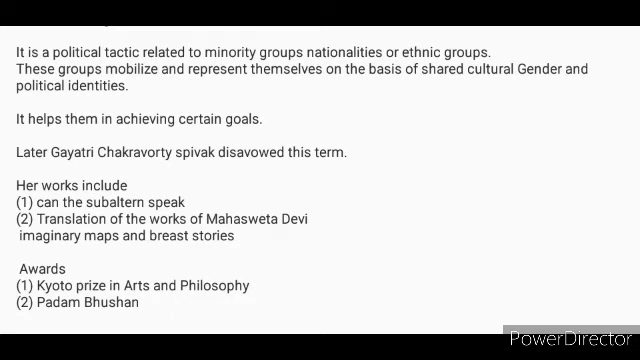 It is a political tactic related to minority groups nationalities or ethnic groups.
These groups mobilize and represent themselves on the basis of shared cultural Gender and
political identities.
It helps them in achieving certain goals.
Later Gayatri Chakravorty spivak disavowed this term.
Her works include
(1) can the subaltern speak
(2) Translation of the works of Mahasweta Devi
imaginary maps and breast stories
Awards
(1) Kyoto prize in Arts and Philosophy
(2) Padam Bhushan
PowerDirector